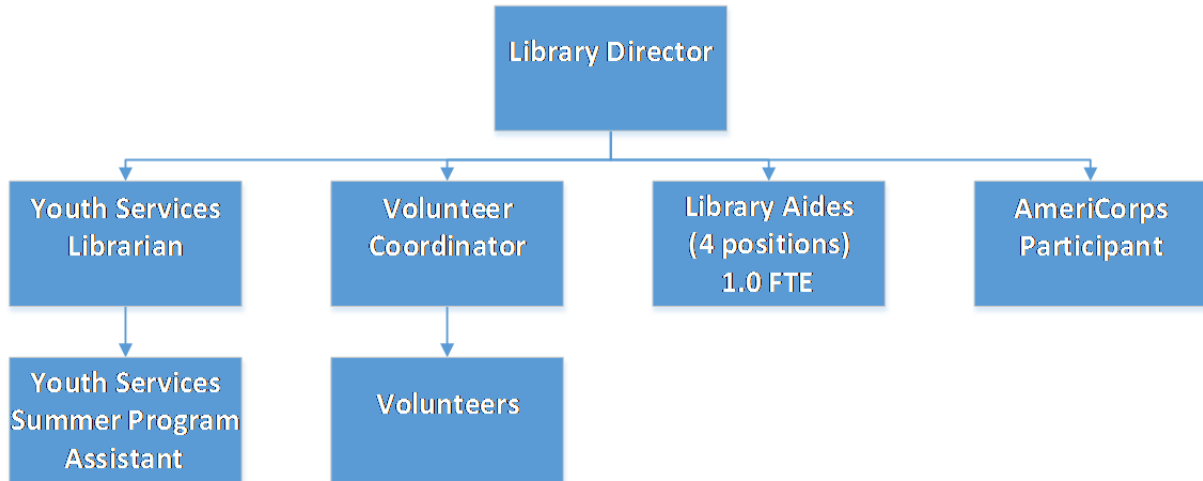 Library Director
Youth Services
Librarian
Volunteer
Coordinator
Library Aides
(4 positions)
1.0 FTE
AmeriCorps
Participant
Youth Services
Summer Program
Assistant
Volunteers